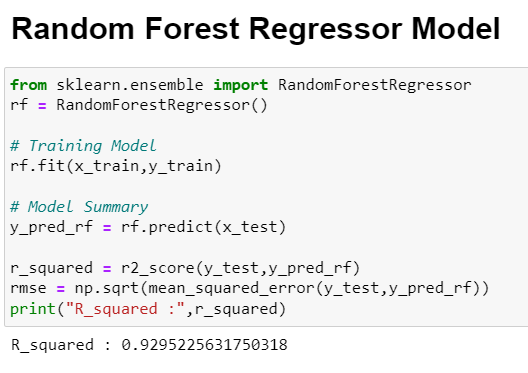 Random Forest Regressor Model
from sklearn.ensemble import RandomForestRegressor
rf = RandomForestRegressor()
# Training Model
rf.fit(x_train,y_train)
# Model Summary
y_pred_rf = rf.predict(x_test)
r_squared = r2_score(y_test,y_pred_rf)
rmse = np.sqrt(mean_squared_error(y_test,y_pred_rf))
print("R_squared :",r_squared)
R_squared : 0.9295225631750318